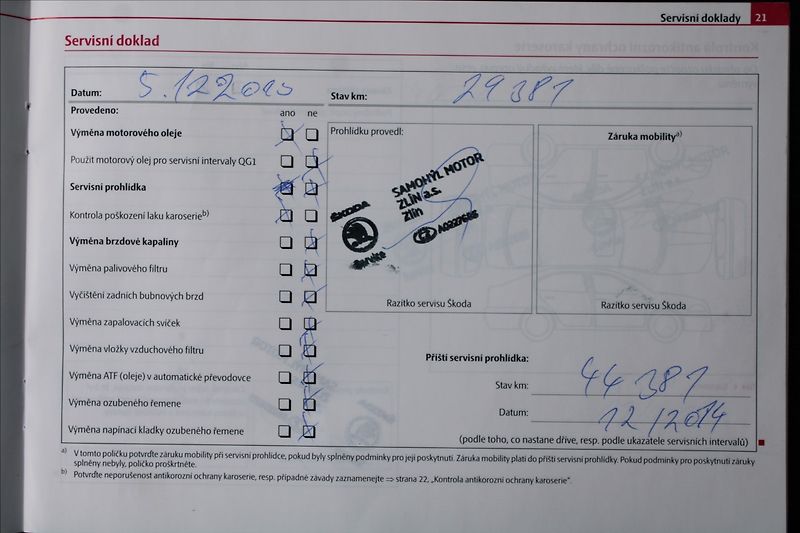 Servisní doklady 21
Servisní doklad
Datum: 5.12.2013
Stav km: 29381
Provedeno: ano ne
Výměna motorového oleje
Použit motorový olej pro servisní intervaly QG1
Servisní prohlídka
Kontrola poškození laku karoserie b)
Výměna brzdové kapaliny
Výměna palivového filtru
Vyčištění zadních bubnových brzd
Výměna zapalovacích svíček
Výměna vložky vzduchového filtru
Výměna ATF (oleje) v automatické převodovce
Výměna ozubeného řemene
Výměna napínací kladky ozubeného řemene
Prohlídku provedl:
SAMOHÝL MOTOR
ZLÍN a.s.
Zlín
ŠKODA
Service
Razítko servisu Škoda
Záruka mobility a)
Razítko servisu Škoda
Příští servisní prohlídka:
Stav km: 44 381
Datum: 12/2014
(podle toho, co nastane dříve, resp. podle ukazatele servisních intervalů)
a) V tomto políčku potvrďte záruku mobility při servisní prohlídce, pokud byly splněny podmínky pro její poskytnutí. Záruka mobility platí do příští servisní prohlídky. Pokud podmínky pro poskytnutí záruky
splněny nebyly, políčko proškrtněte.
b) Potvrďte neporušenost antikorozní ochrany karoserie, resp. případné závady zaznamenejte ⇒ strana 22, „Kontrola antikorozní ochrany karoserie“.